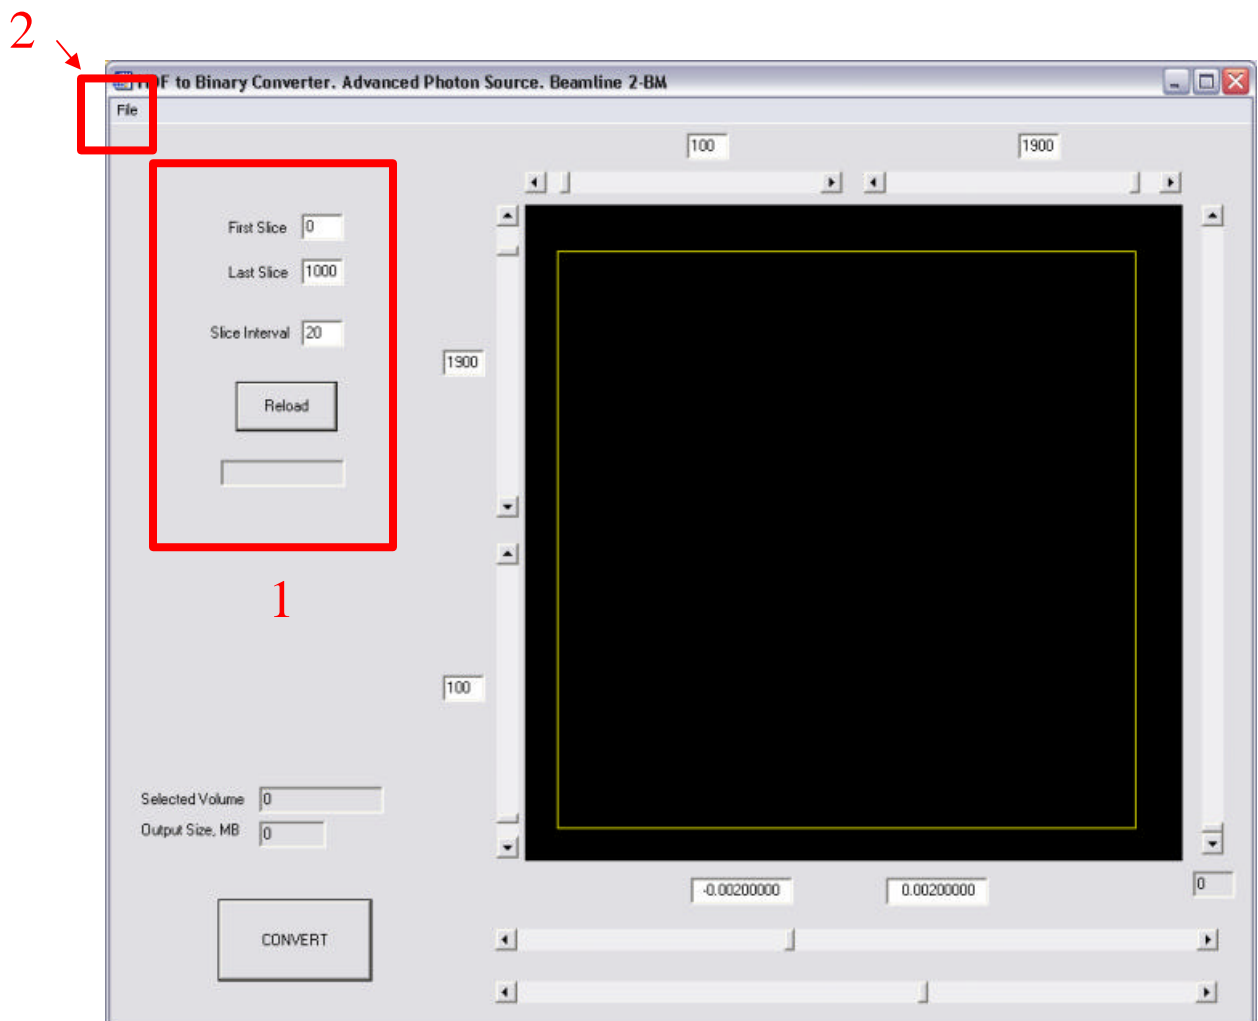 2
HDF to Binary Converter. Advanced Photon Source. Beamline 2-BM
File
100
1900
First Slice 0
Last Slice 1000
Slice Interval 20
1900
Reload
1
100
Selected Volume 0
Output Size, MB 0
-0.00200000
0.00200000
0
CONVERT